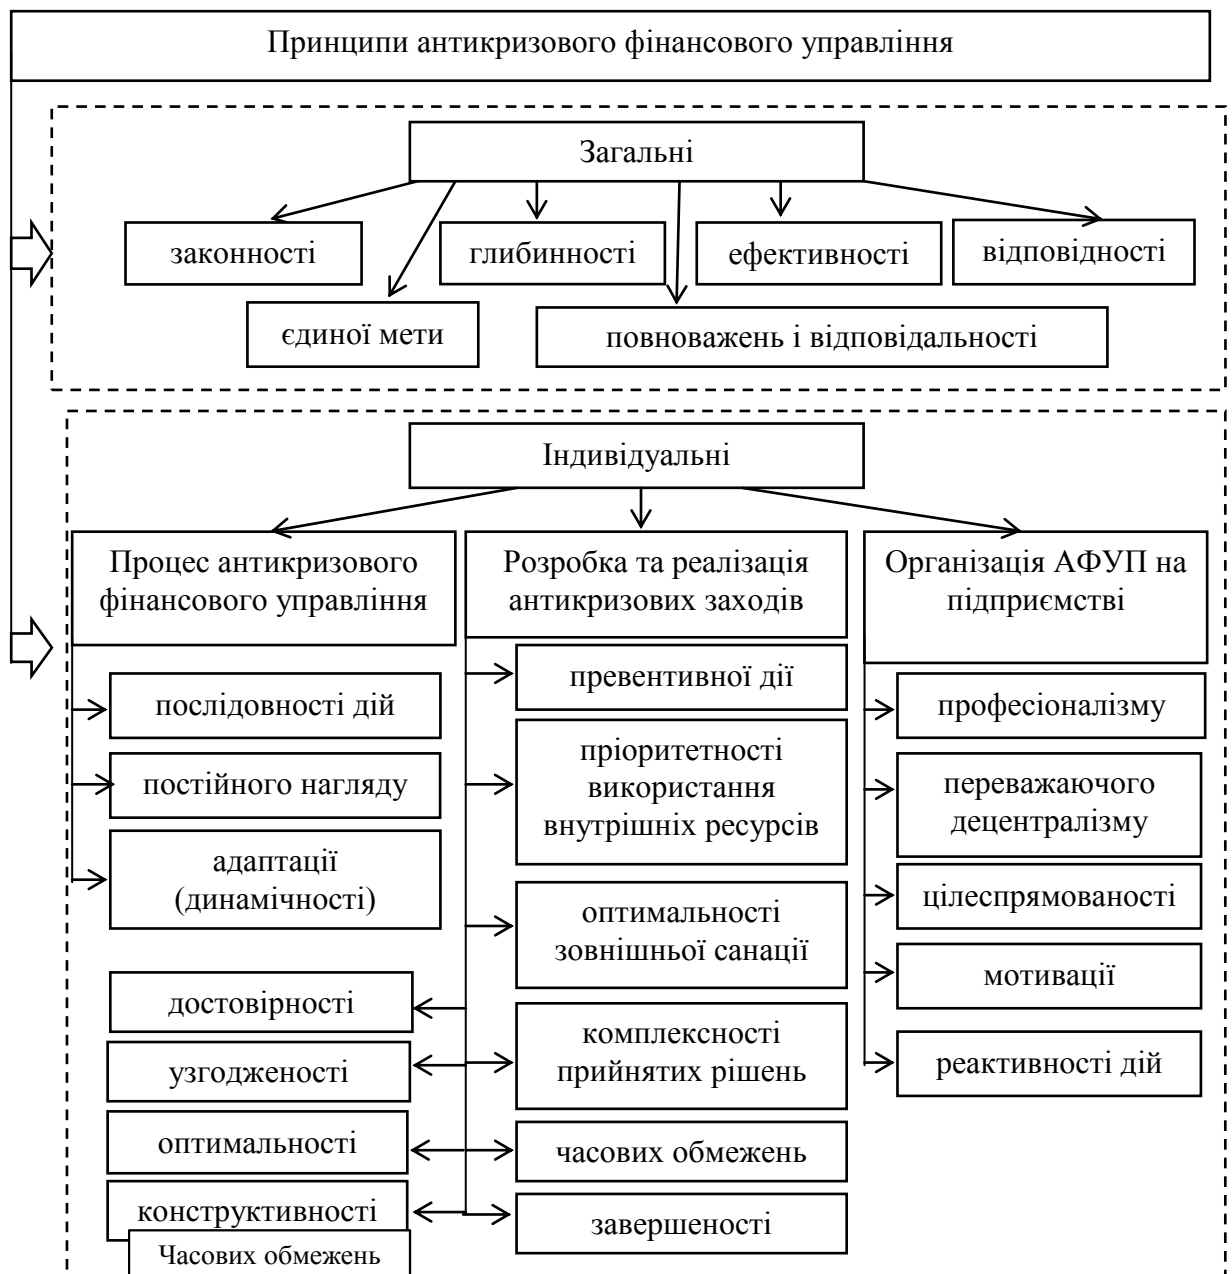 Принципи антикризового фінансового управління
Загальні
законності
глибинності
ефективності
відповідності
єдиної мети
повноважень і відповідальності
Індивідуальні
Процес антикризового
фінансового управління
послідовності дій
постійного нагляду
адаптації
(динамічності)
Розробка та реалізація
антикризових заходів
превентивної дії
пріоритетності
використання
внутрішніх ресурсів
оптимальності
зовнішньої санації
комплексності
прийнятих рішень
часових обмежень
завершеності
достовірності
узгодженості
оптимальності
конструктивності
Часових обмежень
Організація АФУП на
підприємстві
професіоналізму
переважаючого
децентралізму
цілеспрямованості
мотивації
реактивності дій